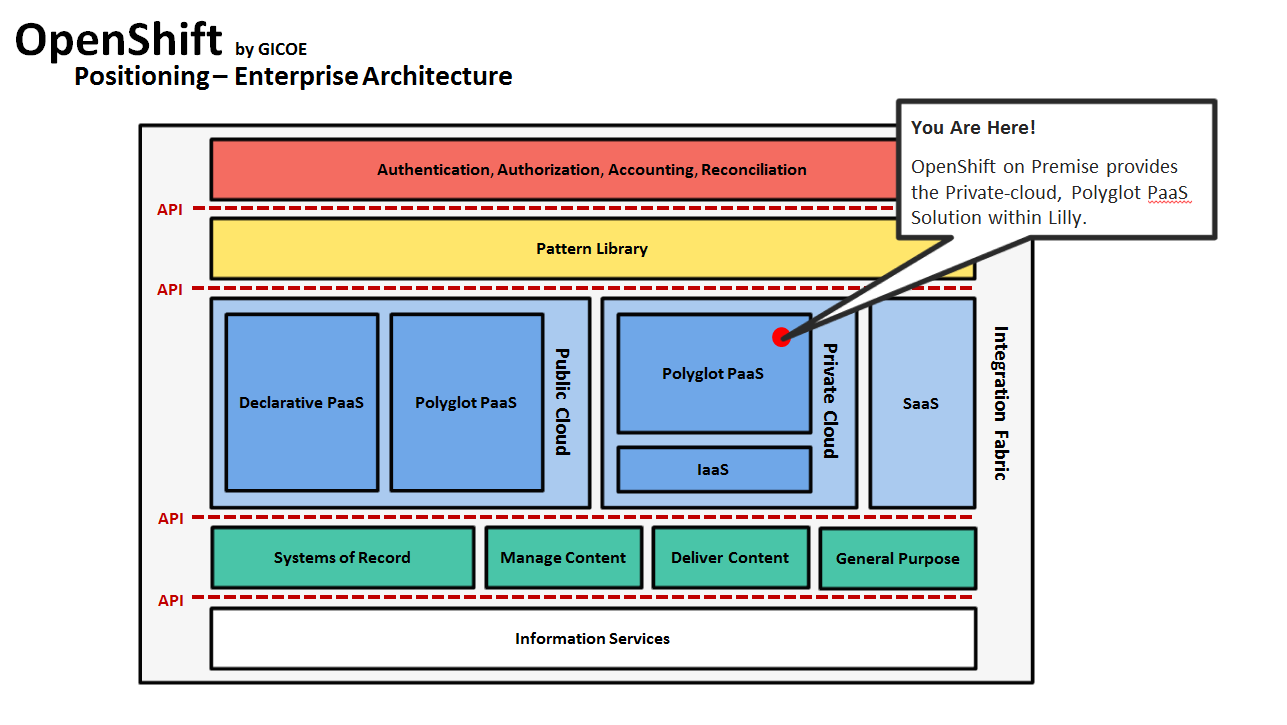 OpenShift by GICOE
Positioning – Enterprise Architecture
You Are Here!
OpenShift on Premise provides
the Private-cloud, Polyglot PaaS
Solution within Lilly.
Authentication, Authorization, Accounting, Reconciliation
API
Pattern Library
API
Declarative PaaS
Polyglot PaaS
Public Cloud
Polyglot PaaS
IaaS
Private Cloud
SaaS
Integration Fabric
API
Systems of Record
Manage Content
Deliver Content
General Purpose
API
Information Services